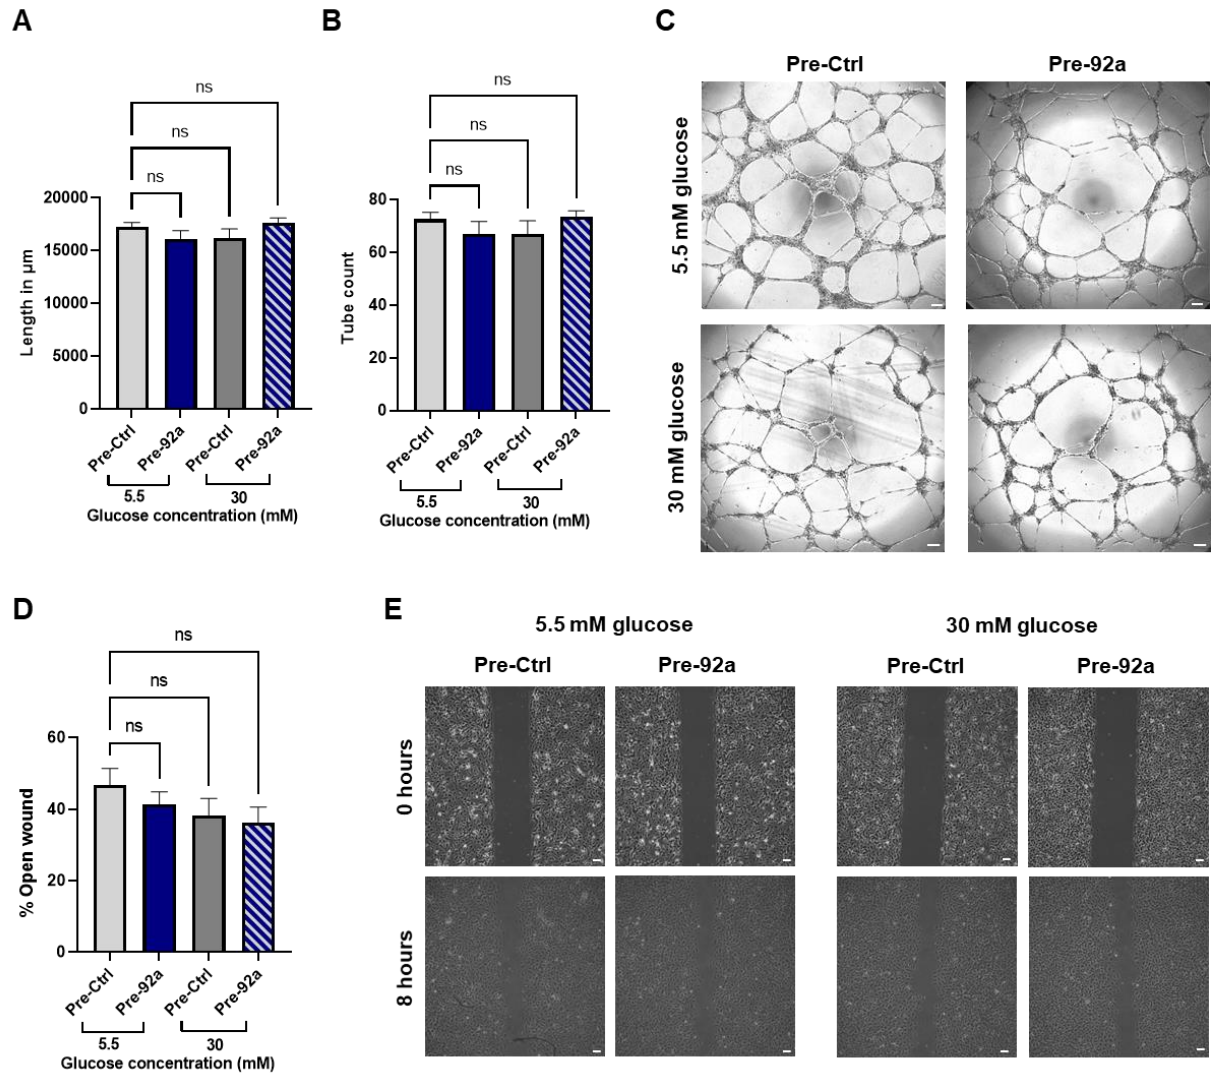 A
ns
ns
ns
20000
15000
10000
5000
0
Length in µm
Pre-Ctrl
Pre-92a
Pre-Ctrl
Pre-92a
5.5
30
Glucose concentration (mM)
B
ns
ns
ns
80
60
40
20
0
Tube count
Pre-Ctrl
Pre-92a
Pre-Ctrl
Pre-92a
5.5
30
Glucose concentration (mM)
C
Pre-Ctrl
Pre-92a
5.5 mM glucose
30 mM glucose
D
ns
ns
ns
60
40
20
0
% Open wound
Pre-Ctrl
Pre-92a
Pre-Ctrl
Pre-92a
5.5
30
Glucose concentration (mM)
E
5.5 mM glucose
30 mM glucose
Pre-Ctrl
Pre-92a
Pre-Ctrl
Pre-92a
0 hours
8 hours